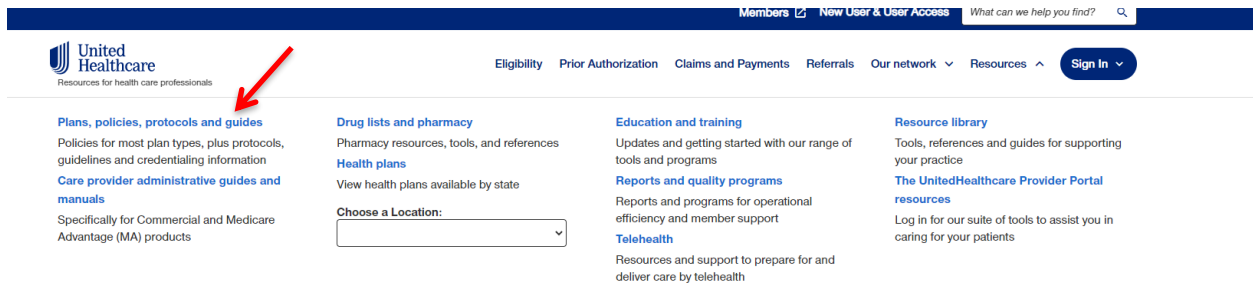 Members New User & User Access What can we help you find?
United
Healthcare
Resources for health care professionals
Eligibility Prior Authorization Claims and Payments Referrals Our network Resources Sign In
Plans, policies, protocols and guides
Policies for most plan types, plus protocols,
guidelines and credentialing information
Care provider administrative guides and
manuals
Specifically for Commercial and Medicare
Advantage (MA) products
Drug lists and pharmacy
Pharmacy resources, tools, and references
Health plans
View health plans available by state
Choose a Location:
Education and training
Updates and getting started with our range of
tools and programs
Reports and quality programs
Reports and programs for operational
efficiency and member support
Telehealth
Resources and support to prepare for and
deliver care by telehealth
Resource library
Tools, references and guides for supporting
your practice
The UnitedHealthcare Provider Portal
resources
Log in for our suite of tools to assist you in
caring for your patients